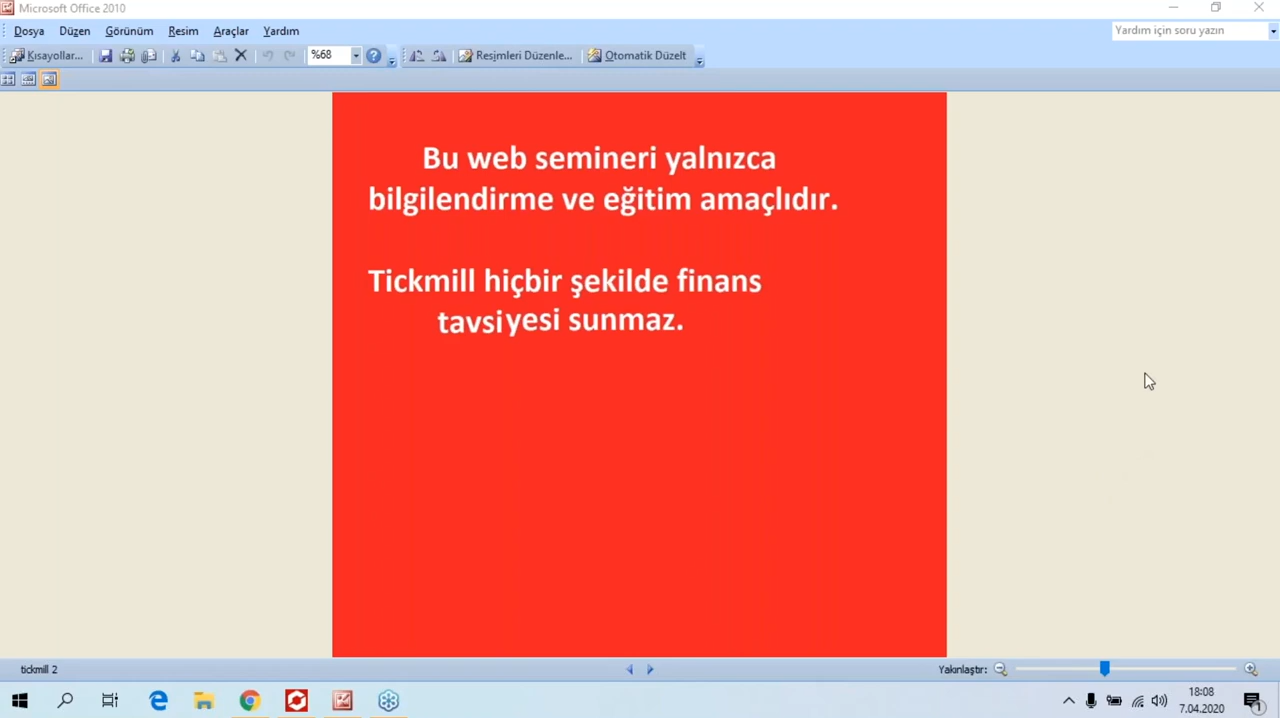 Microsoft Office 2010
Dosya Düzen Görünüm Resim Araçlar Yardım
Yardım için soru yazın
Kısayollar... %68 Resimleri Düzenle... Otomatik Düzelt
Bu web semineri yalnızca
bilgilendirme ve eğitim amaçlıdır.
Tickmill hiçbir şekilde finans
tavsiyesi sunmaz.
tickmill 2
Yakınlaştır:
18:08
7.04.2020
1